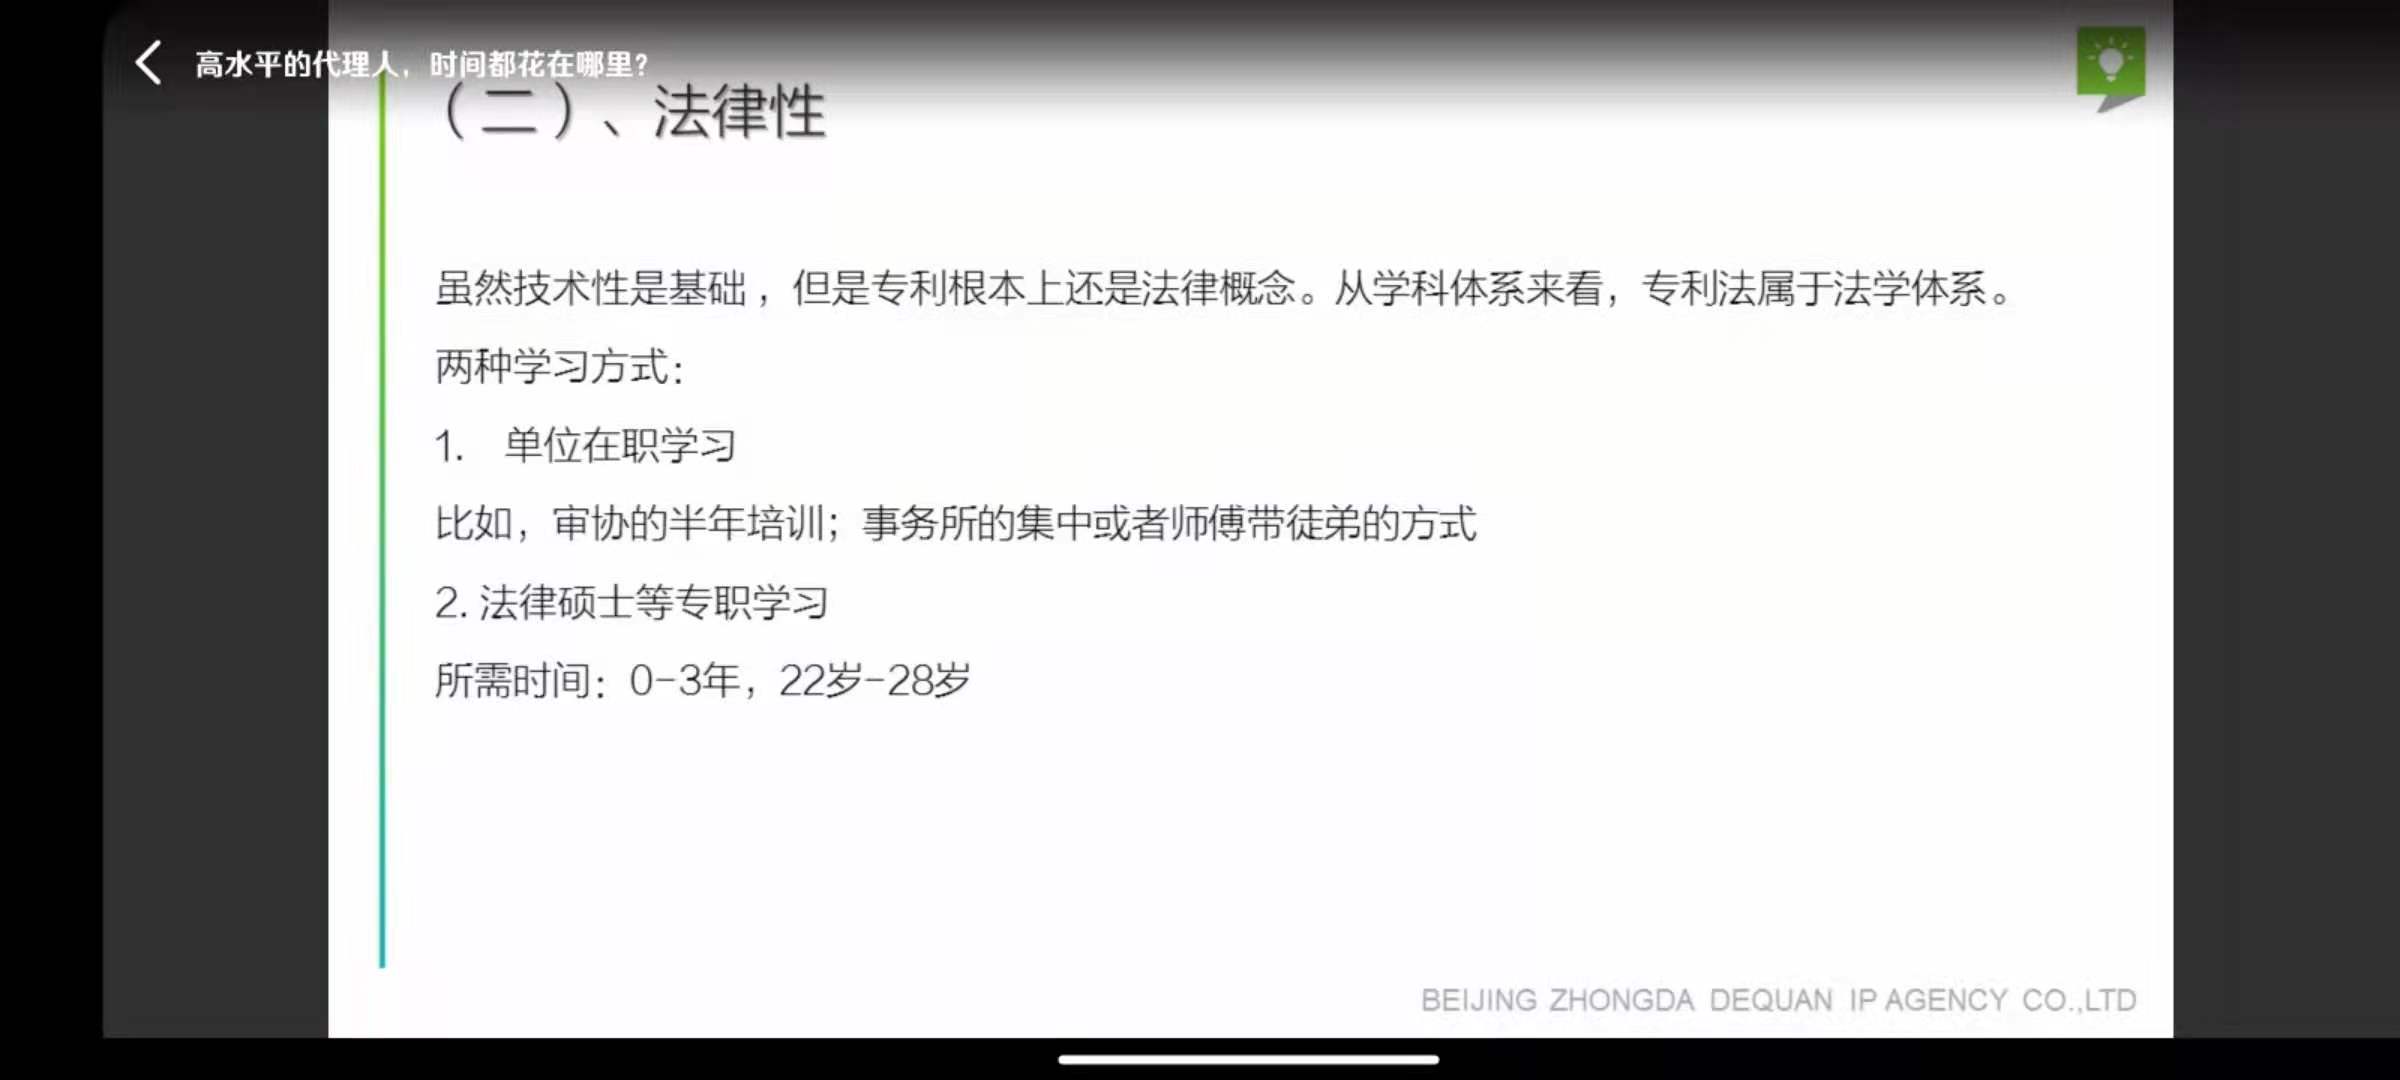 高水平的代理人，时间都花在哪里?
（二）、法律性
虽然技术性是基础，但是专利根本上还是法律概念。从学科体系来看，专利法属于法学体系。
两种学习方式：
1. 单位在职学习
比如，审协的半年培训；事务所的集中或者师傅带徒弟的方式
2. 法律硕士等专职学习
所需时间：0-3年，22岁-28岁
BEIJING ZHONGDA DEQUAN IP AGENCY CO.,LTD